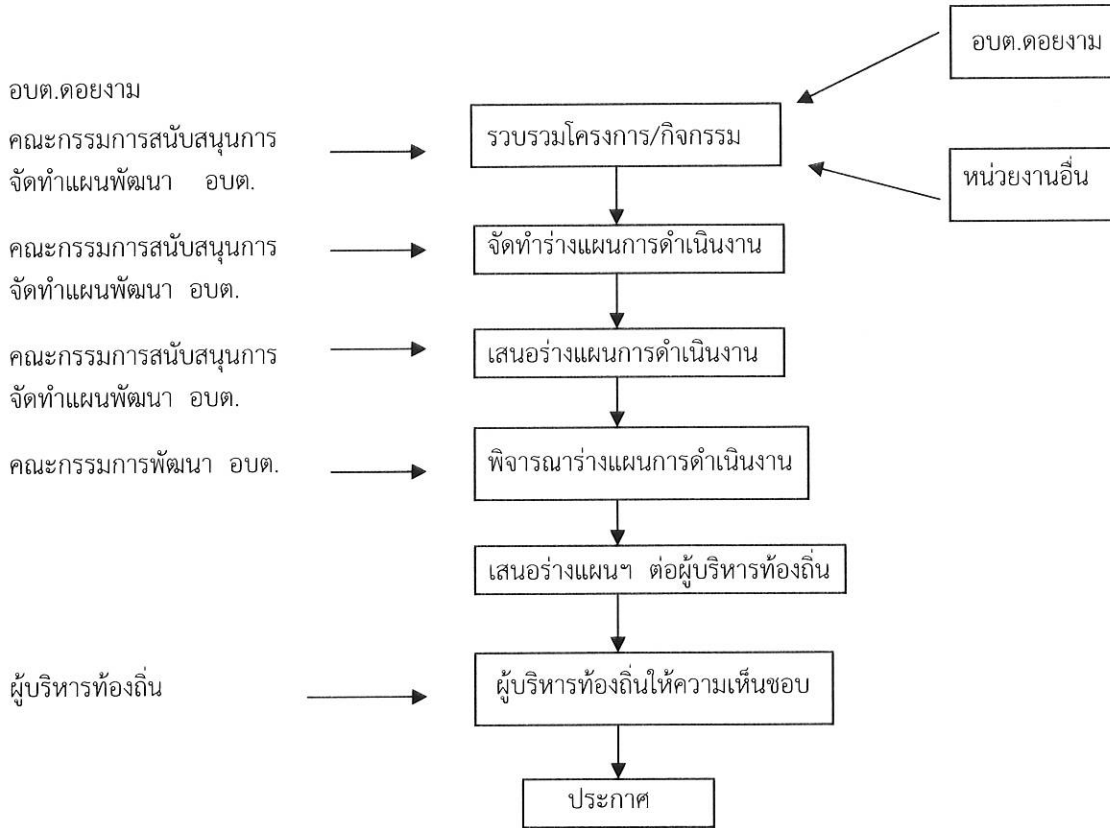 อบต.ดอยงาม
อบต.ดอยงาม
คณะกรรมการสนับสนุนการ
จัดทำแผนพัฒนา อบต.
รวบรวมโครงการ/กิจกรรม
หน่วยงานอื่น
คณะกรรมการสนับสนุนการ
จัดทำแผนพัฒนา อบต.
จัดทำร่างแผนการดำเนินงาน
คณะกรรมการสนับสนุนการ
จัดทำแผนพัฒนา อบต.
เสนอร่างแผนการดำเนินงาน
คณะกรรมการพัฒนา อบต.
พิจารณาร่างแผนการดำเนินงาน
เสนอร่างแผนฯ ต่อผู้บริหารท้องถิ่น
ผู้บริหารท้องถิ่น
ผู้บริหารท้องถิ่นให้ความเห็นชอบ
ประกาศ